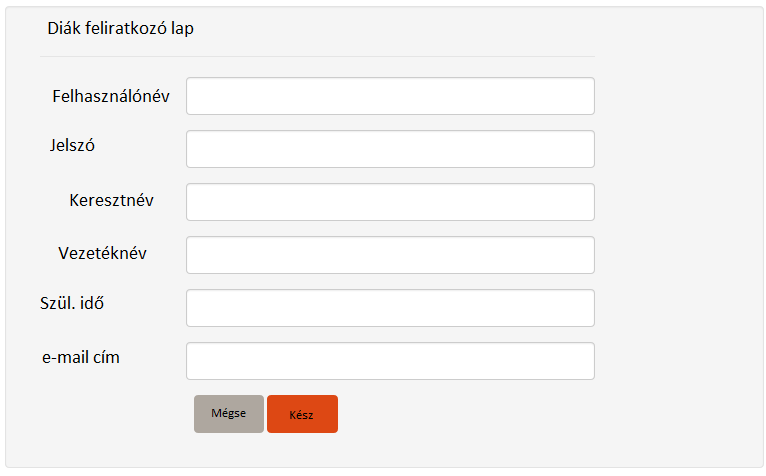 Diák feliratkozó lap
Felhasználónév
Jelszó
Keresztnév
Vezetéknév
Szül. idő
e-mail cím
Mégse
Kész